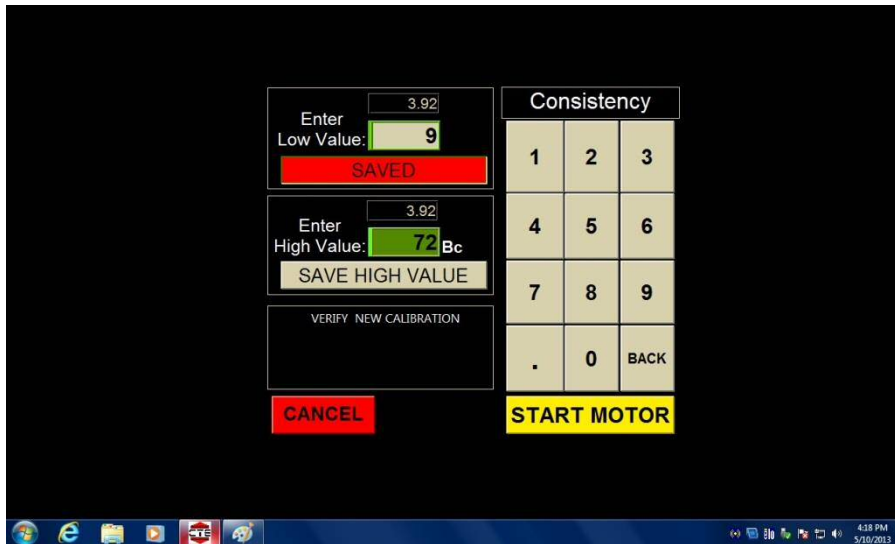 3.92
Enter
Low Value: 9
SAVED
3.92
Enter
High Value: 72 Bc
SAVE HIGH VALUE
VERIFY NEW CALIBRATION
CANCEL
Consistency
1 2 3
4 5 6
7 8 9
. 0 BACK
START MOTOR
CTE
4:18 PM
5/10/2013